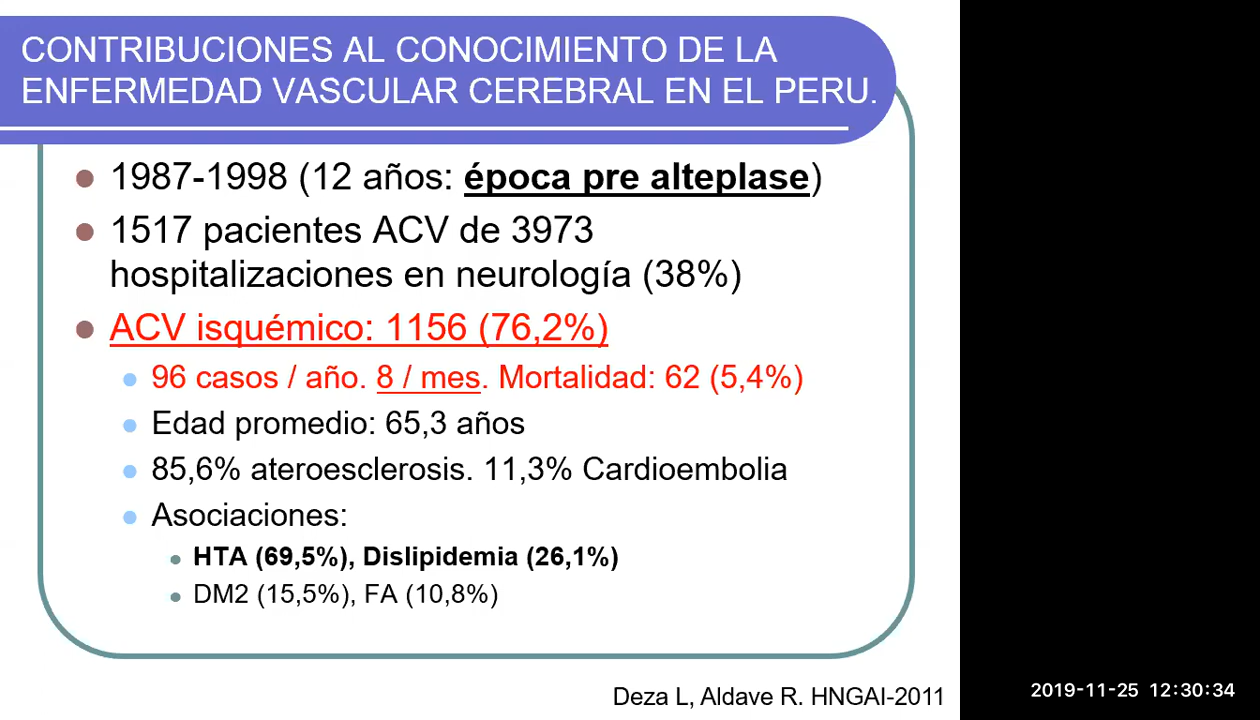 CONTRIBUCIONES AL CONOCIMIENTO DE LA
ENFERMEDAD VASCULAR CEREBRAL EN EL PERU.
1987-1998 (12 años: época pre alteplase)
1517 pacientes ACV de 3973
hospitalizaciones en neurología (38%)
ACV isquémico: 1156 (76,2%)
96 casos / año. 8 / mes. Mortalidad: 62 (5,4%)
Edad promedio: 65,3 años
85,6% ateroesclerosis. 11,3% Cardioembolia
Asociaciones:
HTA (69,5%), Dislipidemia (26,1%)
DM2 (15,5%), FA (10,8%)
Deza L, Aldave R. HNGAI-2011
2019-11-25 12:30:34